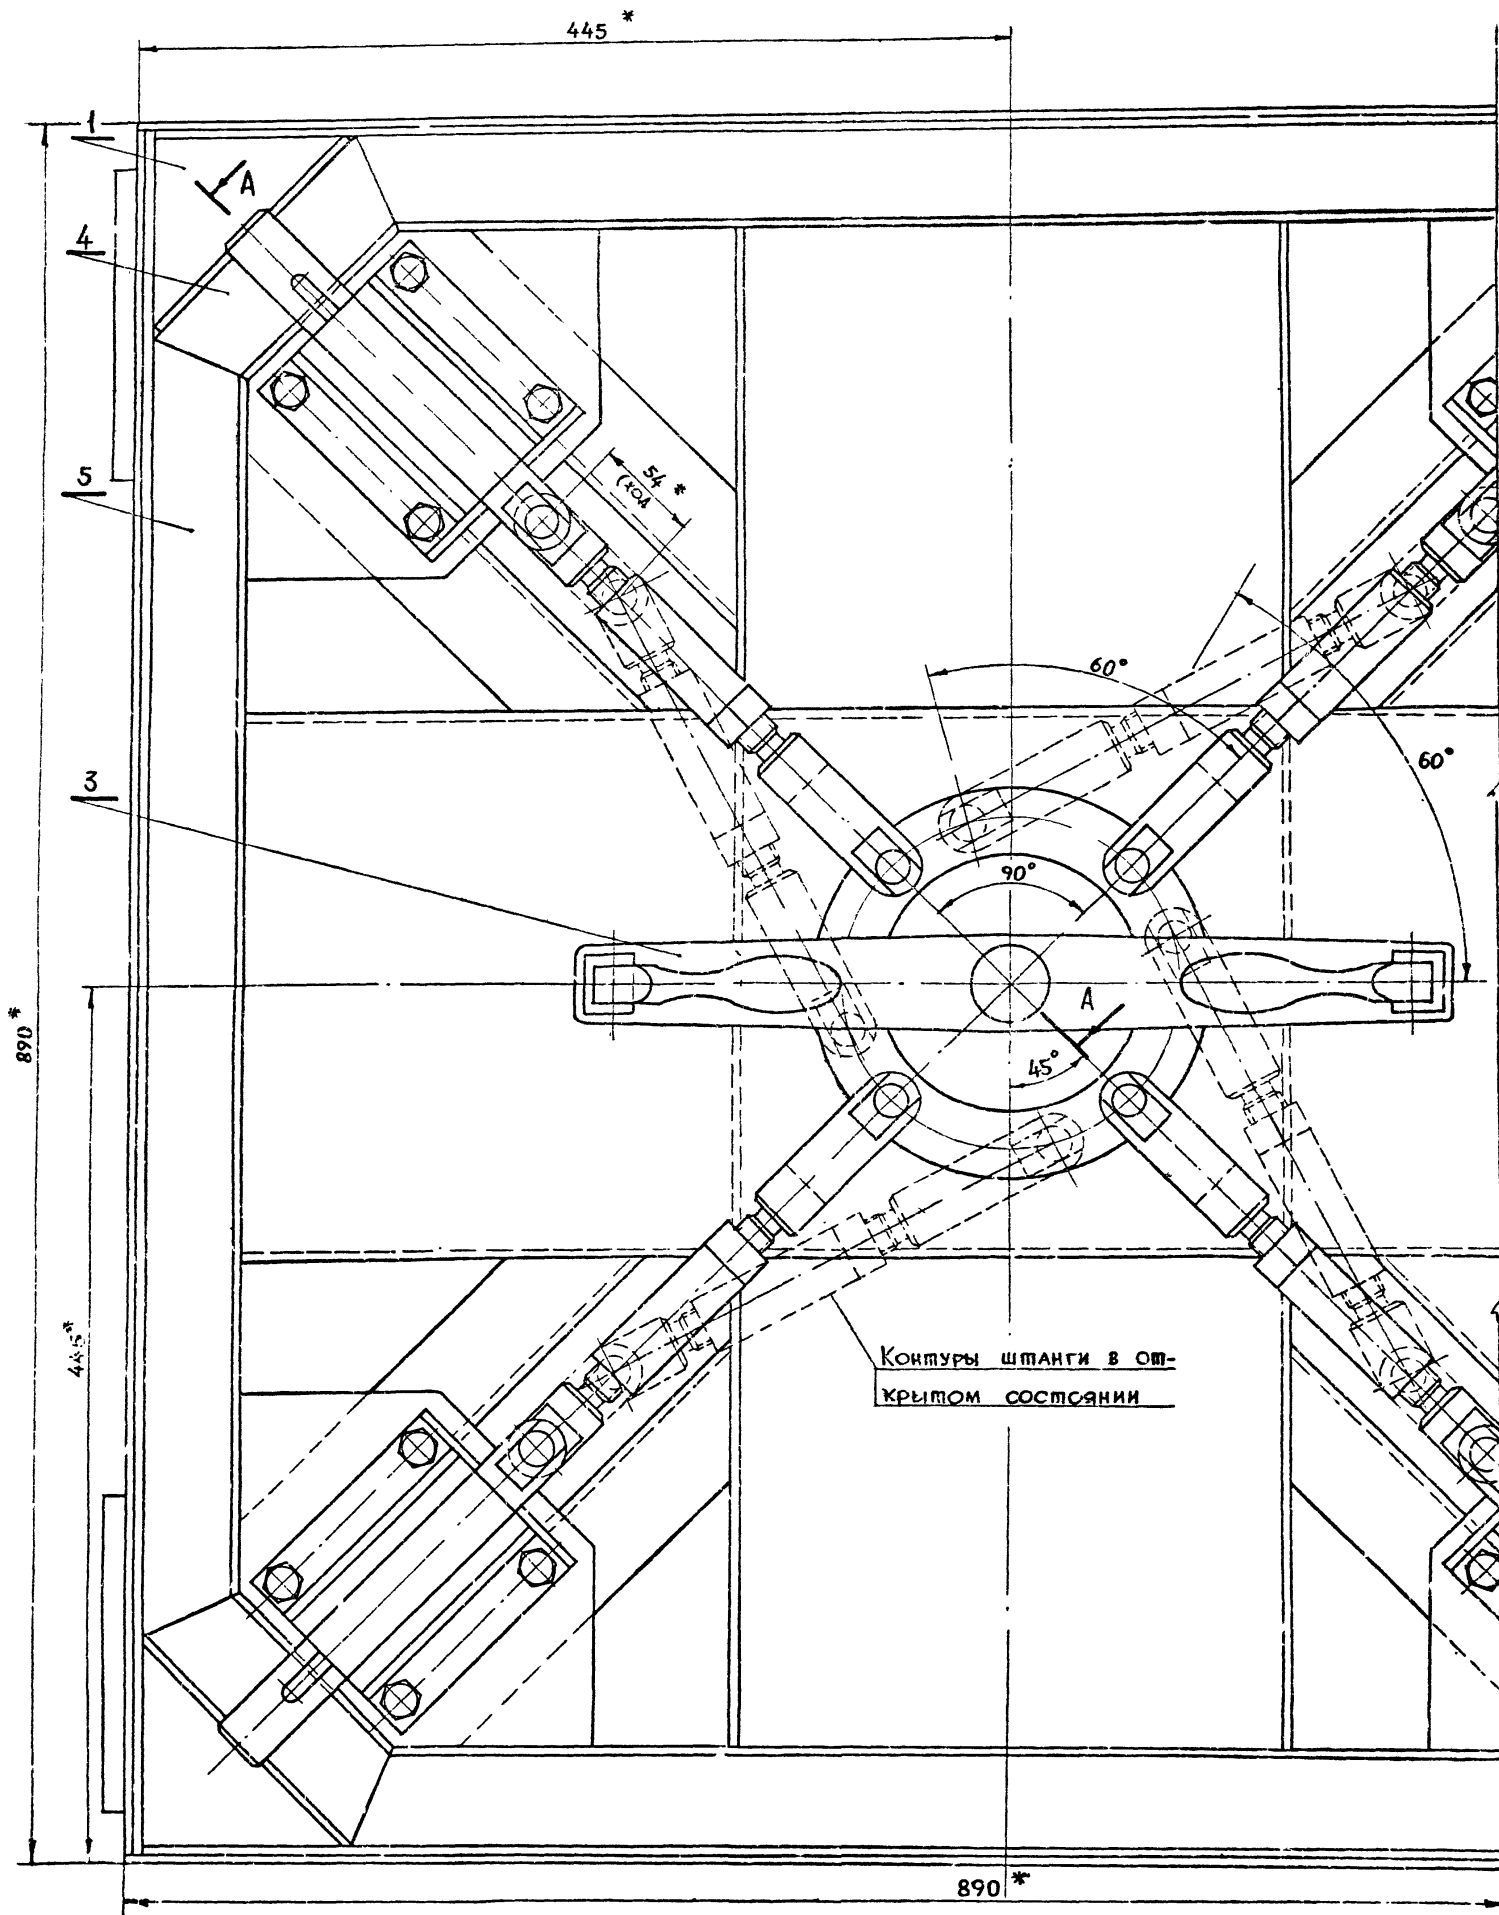 445 *
1
А
4
5
54 *
(ход)
60°
60°
3
90°
А
45°
890 *
445 *
Контуры штанги в от-
крытом состоянии
890 *